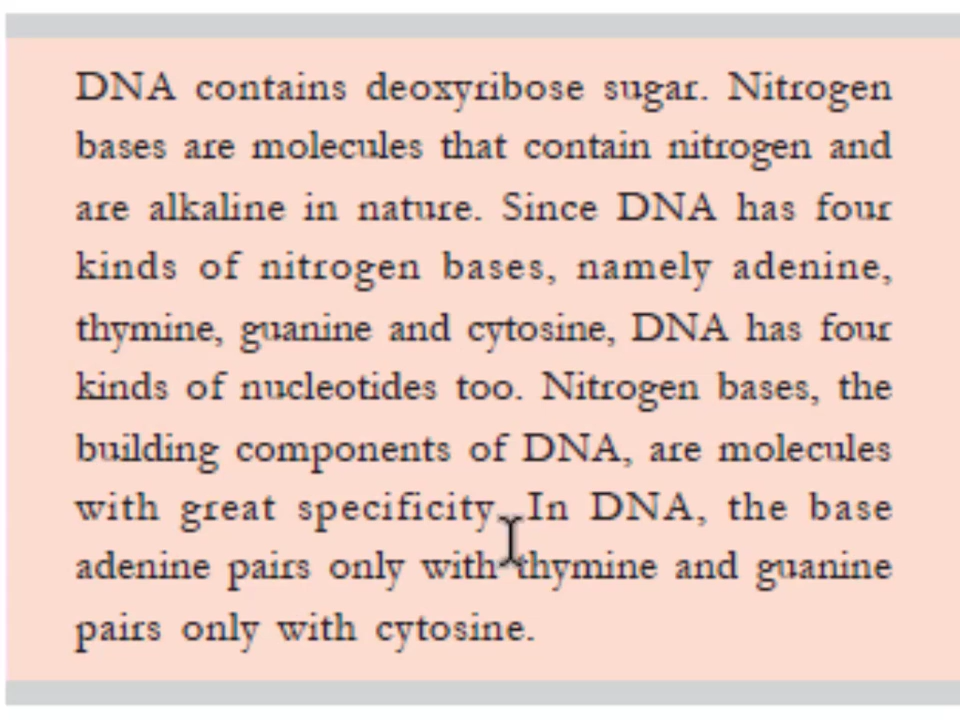 DNA contains deoxyribose sugar. Nitrogen
bases are molecules that contain nitrogen and
are alkaline in nature. Since DNA has four
kinds of nitrogen bases, namely adenine,
thymine, guanine and cytosine, DNA has four
kinds of nucleotides too. Nitrogen bases, the
building components of DNA, are molecules
with great specificity. In DNA, the base
adenine pairs only with thymine and guanine
pairs only with cytosine.